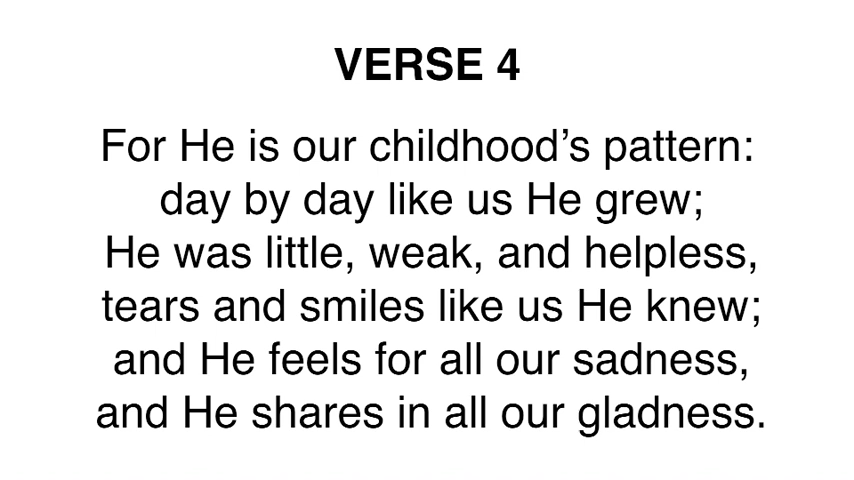 VERSE 4
For He is our childhood’s pattern:
day by day like us He grew;
He was little, weak, and helpless,
tears and smiles like us He knew;
and He feels for all our sadness,
and He shares in all our gladness.